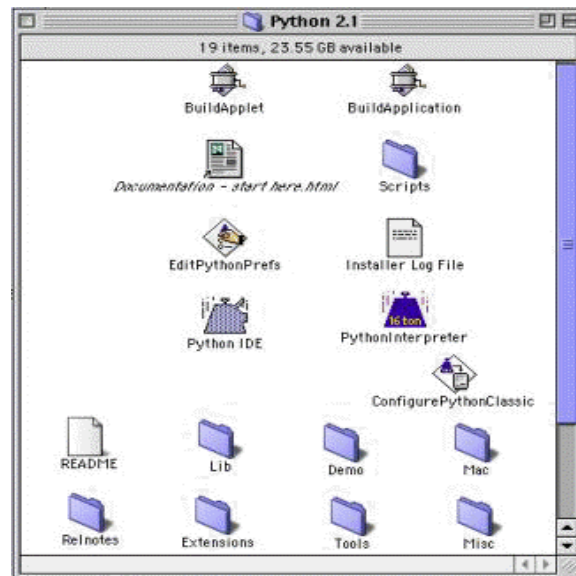 Python 2.1
19 items, 23.55 GB available
BuildApplet BuildApplication
Documentation - start here.html Scripts
EditPythonPrefs Installer Log File
16 ton
Python IDE PythonInterpreter
ConfigurePythonClassic
README Lib Demo Mac
Relnotes Extensions Tools Misc